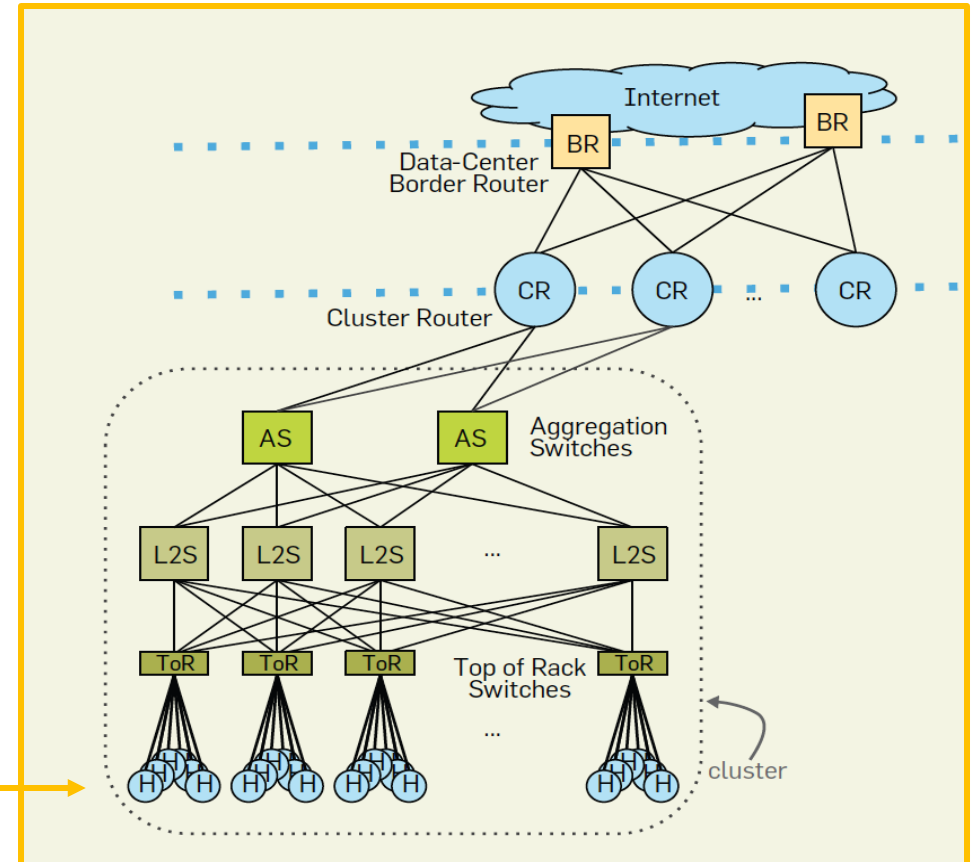 Internet
BR
BR
Data-Center
Border Router
CR
CR
...
CR
Cluster Router
AS
AS
Aggregation
Switches
L2S
L2S
L2S
...
L2S
ToR
ToR
ToR
Top of Rack
Switches
ToR
...
H H H H H
H H H H H
H H H H H
H H H H H
cluster